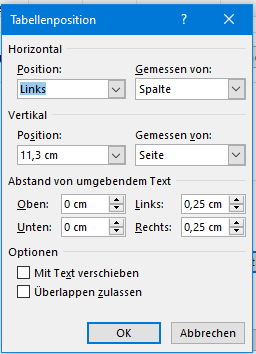 Tabellenposition
Horizontal
Position: Gemessen von:
Links Spalte
Vertikal
Position: Gemessen von:
11,3 cm Seite
Abstand von umgebendem Text
Oben: 0 cm Links: 0,25 cm
Unten: 0 cm Rechts: 0,25 cm
Optionen
Mit Text verschieben
Überlappen zulassen
OK Abbrechen